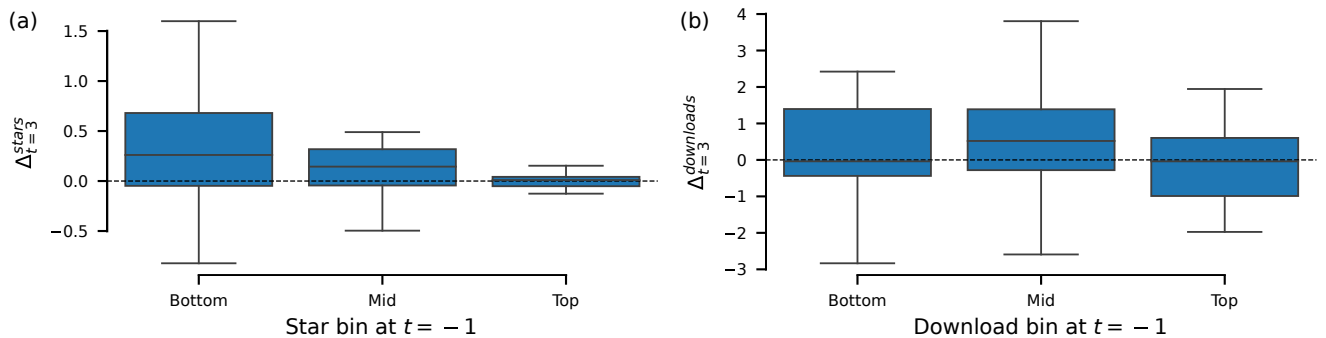 (a)
1.5
1.0
0.5
0.0
−0.5
Δ^{stars}_{t=3}
Bottom Mid Top
Star bin at t = −1
(b)
4
3
2
1
0
−1
−2
−3
Δ^{downloads}_{t=3}
Bottom Mid Top
Download bin at t = −1